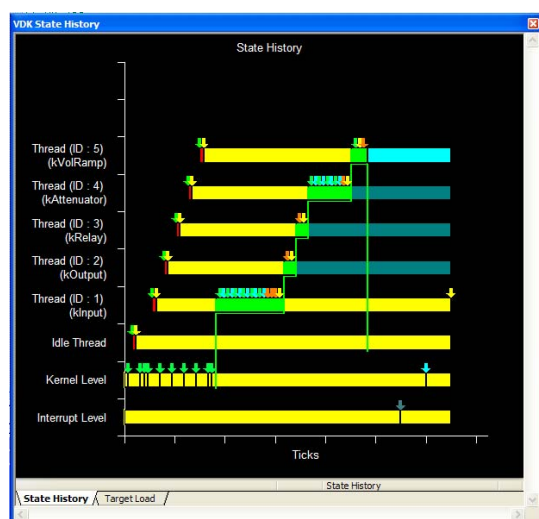 VDK State History
State History
Thread (ID : 5)
(kVolRamp)
Thread (ID : 4)
(kAttenuator)
Thread (ID : 3)
(kRelay)
Thread (ID : 2)
(kOutput)
Thread (ID : 1)
(kInput)
Idle Thread
Kernel Level
Interrupt Level
Ticks
State History
State History
Target Load